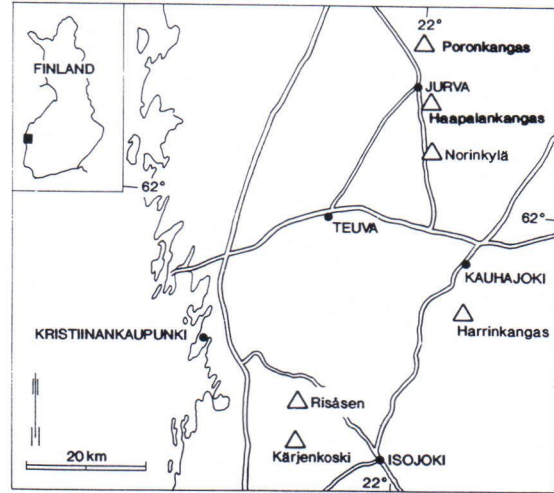 22°
Poronkangas
FINLAND
JURVA
Haapalankangas
Norinkylä
62°
62°
TEUVA
KAUHAJOKI
Harrinkangas
KRISTIINANKAUPUNKI
Risåsen
20 km
Kärjenkoski
ISOJOKI
22°